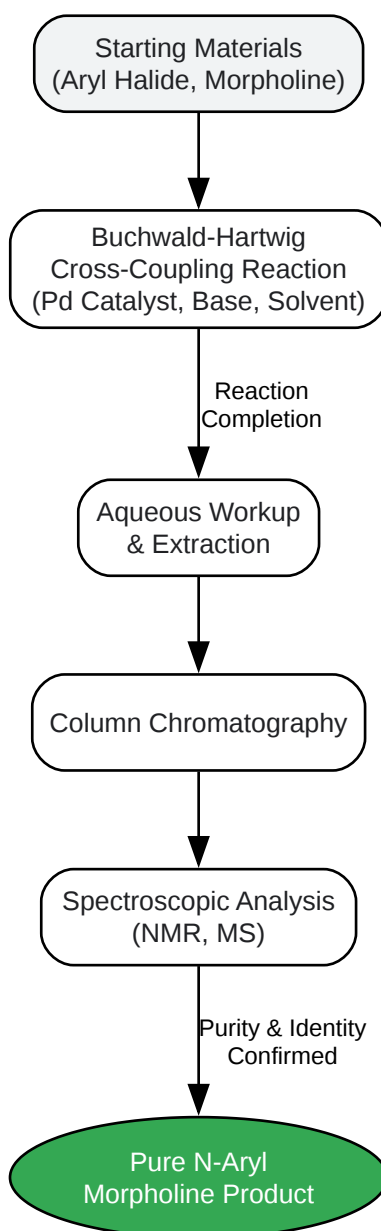 Starting Materials
(Aryl Halide, Morpholine)
Buchwald-Hartwig
Cross-Coupling Reaction
(Pd Catalyst, Base, Solvent)
Reaction
Completion
Aqueous Workup
& Extraction
Column Chromatography
Spectroscopic Analysis
(NMR, MS)
Purity & Identity
Confirmed
Pure N-Aryl
Morpholine Product